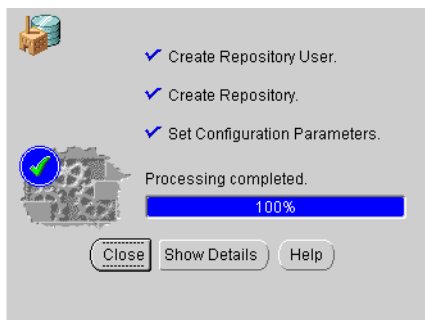 Create Repository User.
Create Repository.
Set Configuration Parameters.
Processing completed.
100%
Close Show Details Help